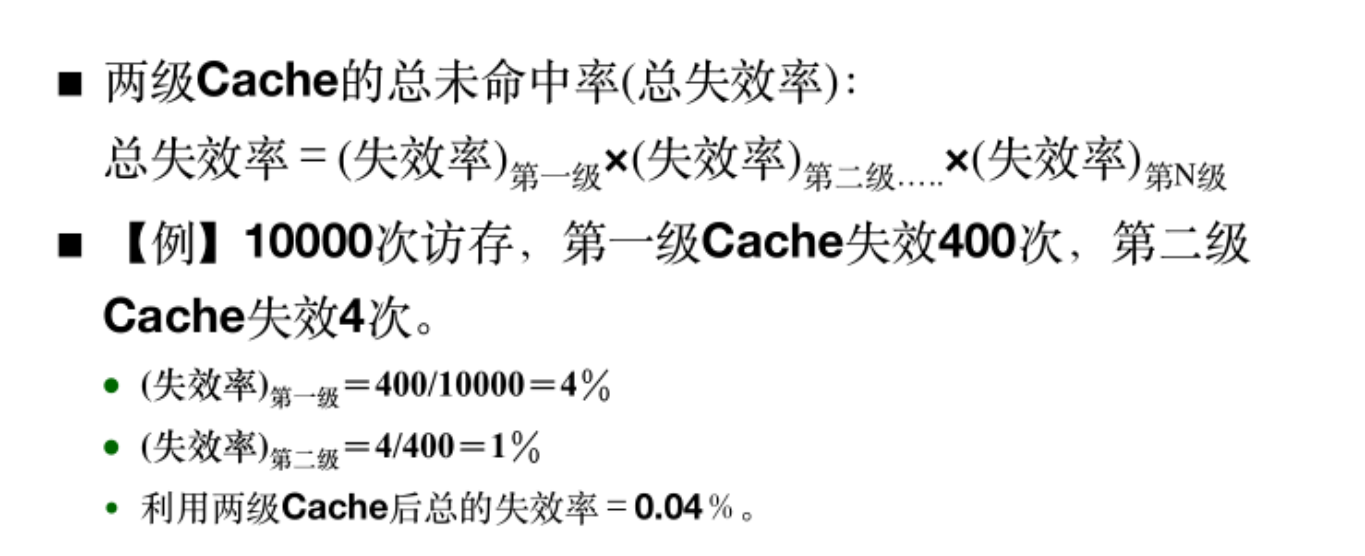 ■ 两级Cache的总未命中率(总失效率)：
总失效率＝(失效率)第一级×(失效率)第二级…..×(失效率)第N级
■ 【例】10000次访存，第一级Cache失效400次，第二级
Cache失效4次。
● (失效率)第一级＝400/10000＝4%
● (失效率)第二级＝4/400＝1%
● 利用两级Cache后总的失效率＝0.04%。